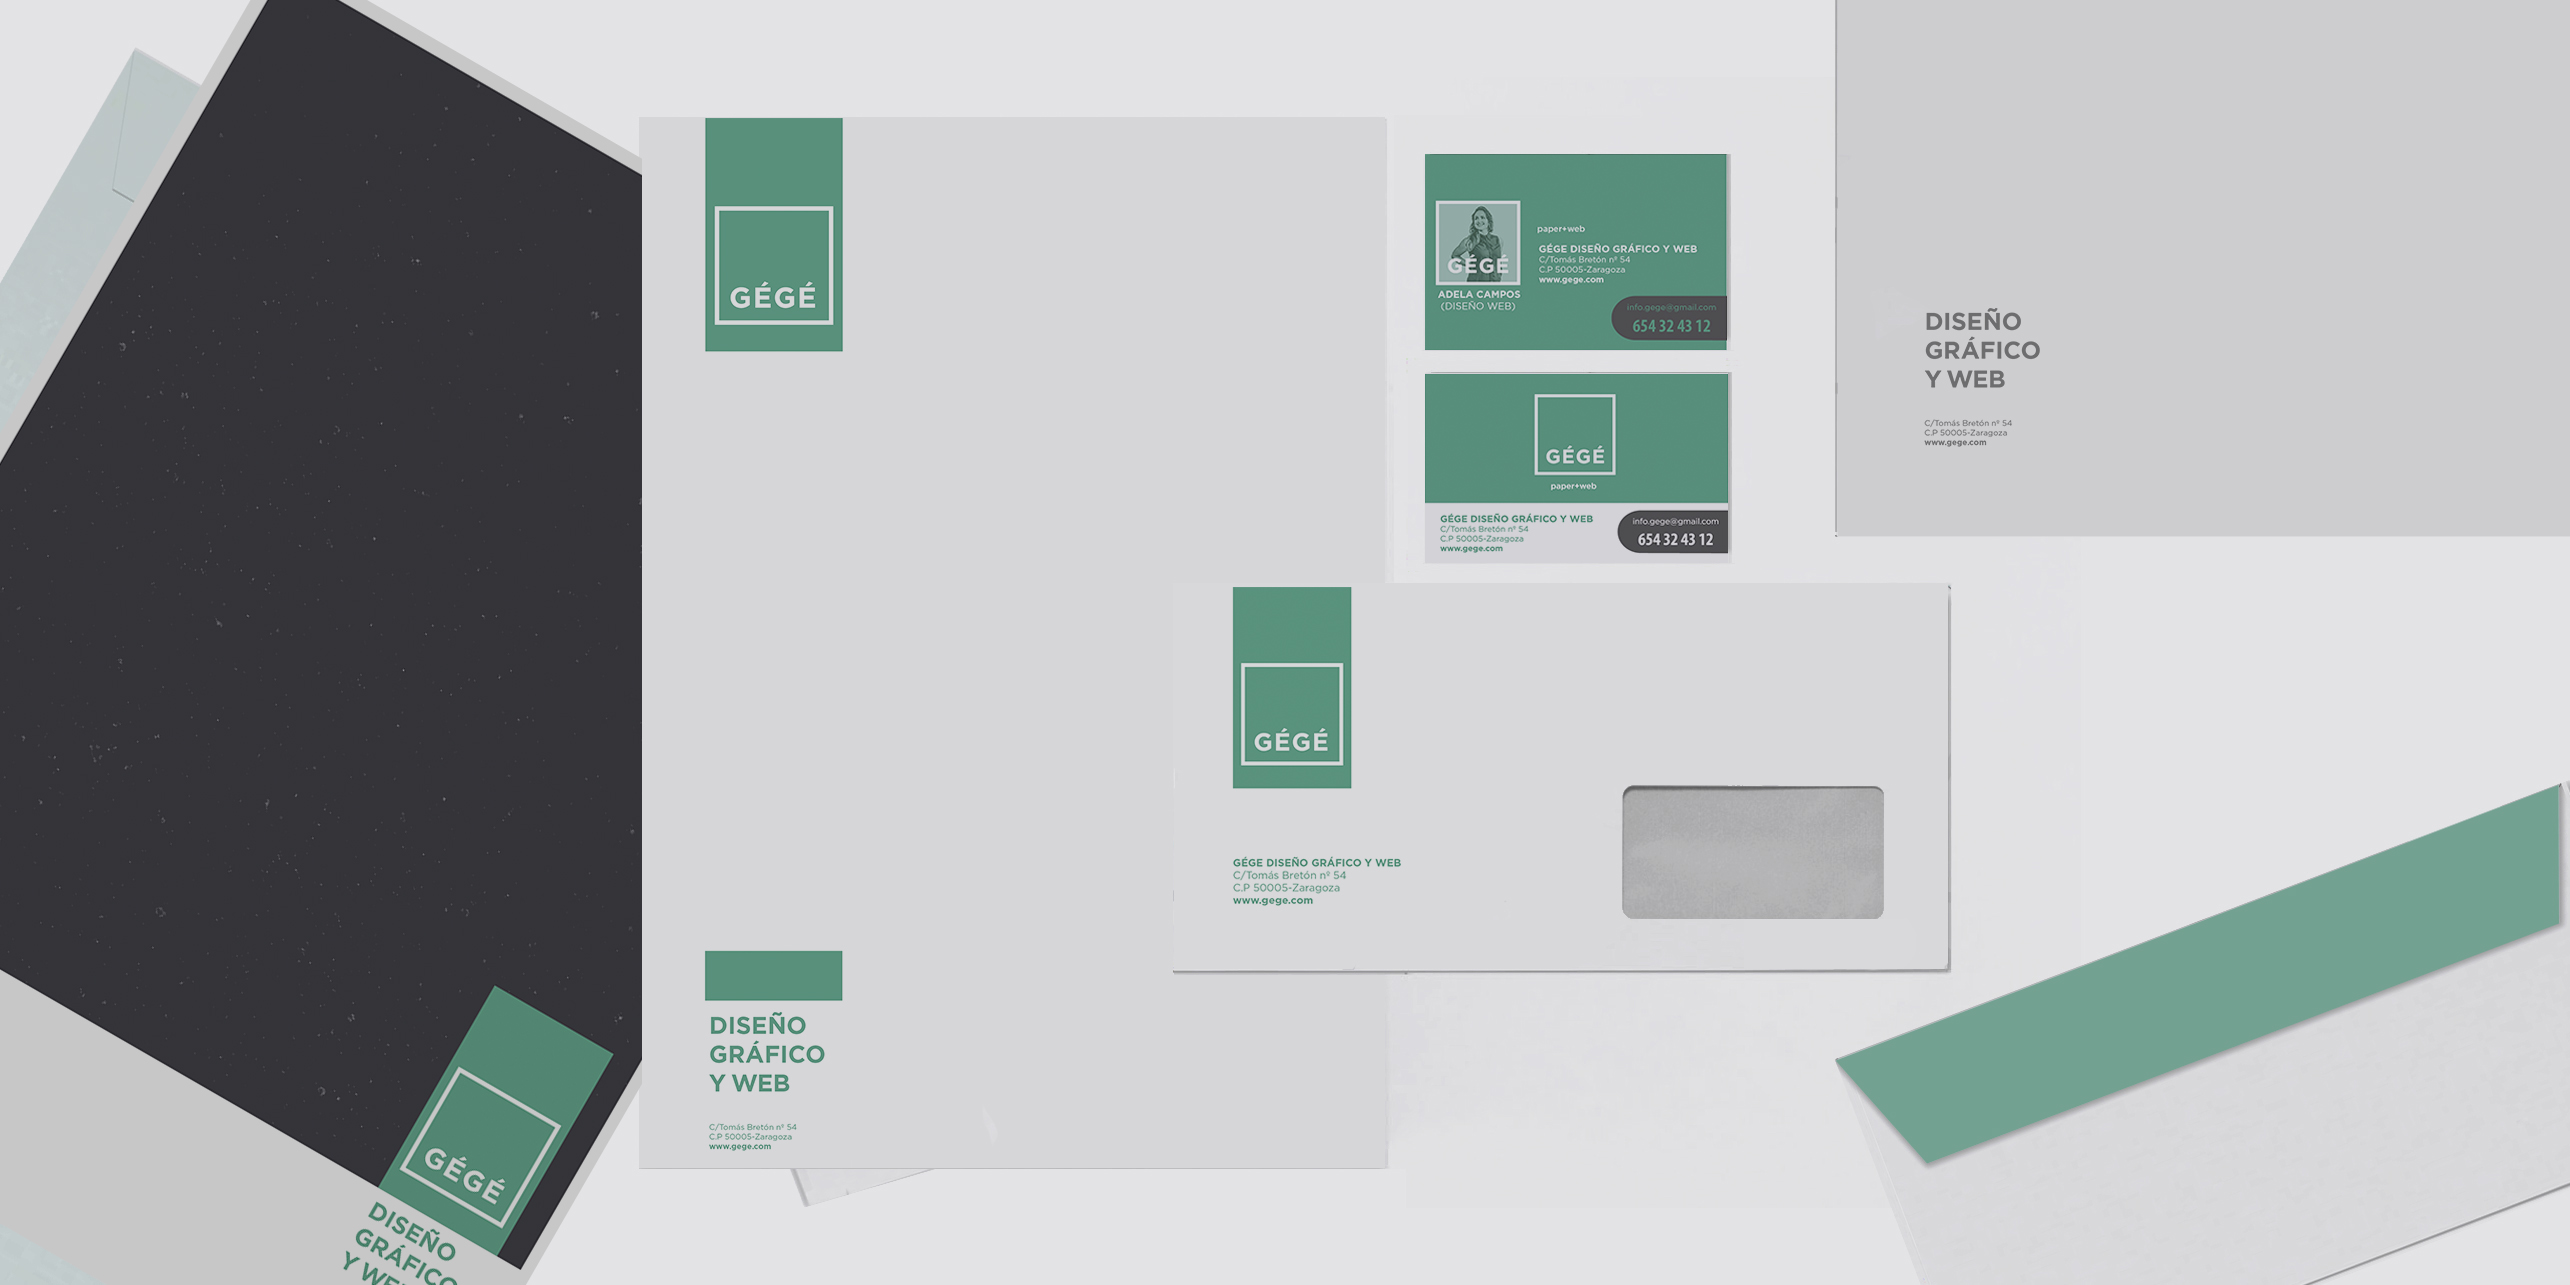 GÉGÉ
DISEÑO
GRÁFICO
Y WEB
C/Tomás Bretón nº 54
C.P 50005-Zaragoza
www.gege.com
GÉGÉ
ADELA CAMPOS
(DISEÑO WEB)
paper+web
GÉGE DISEÑO GRÁFICO Y WEB
C/Tomás Bretón nº 54
C.P 50005-Zaragoza
www.gege.com
info.gege@gmail.com
654 32 43 12
GÉGÉ
paper+web
GÉGE DISEÑO GRÁFICO Y WEB
C/Tomás Bretón nº 54
C.P 50005-Zaragoza
www.gege.com
info.gege@gmail.com
654 32 43 12
DISEÑO
GRÁFICO
Y WEB
C/Tomás Bretón nº 54
C.P 50005-Zaragoza
www.gege.com
GÉGÉ
GÉGE DISEÑO GRÁFICO Y WEB
C/Tomás Bretón nº 54
C.P 50005-Zaragoza
www.gege.com
GÉGÉ
DISEÑO
GRÁFICO
Y WE